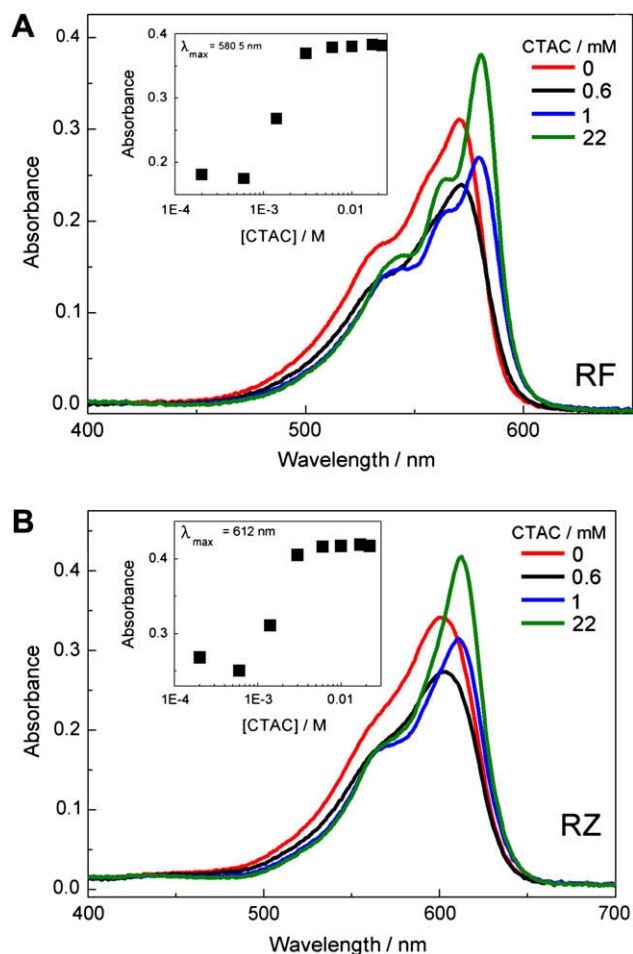 A
λmax = 580.5 nm
CTAC / mM
0
0.6
1
22
0.4
0.3
0.2
Absorbance
1E-4
1E-3
0.01
[CTAC] / M
0.4
0.3
0.2
0.1
0.0
Absorbance
RF
400
500
600
Wavelength / nm
B
λmax = 612 nm
CTAC / mM
0
0.6
1
22
0.4
0.3
Absorbance
1E-4
1E-3
0.01
[CTAC] / M
0.4
0.3
0.2
0.1
0.0
Absorbance
RZ
400
500
600
700
Wavelength / nm